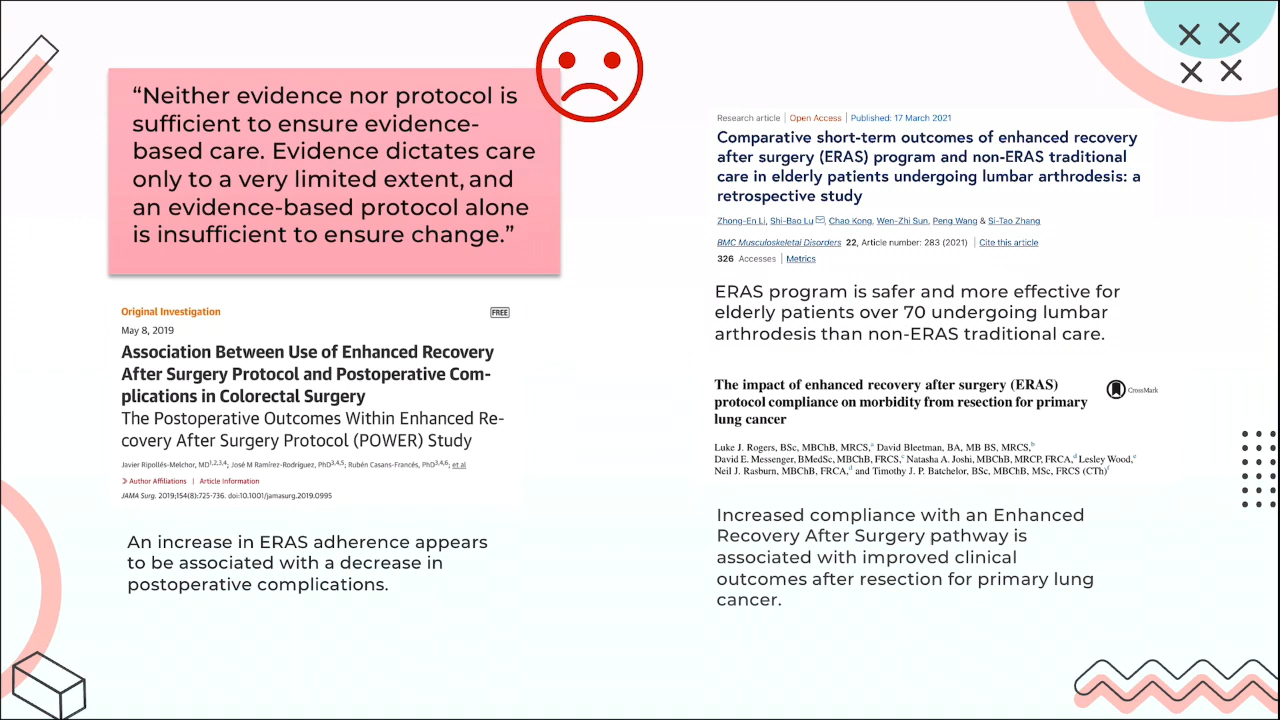 “Neither evidence nor protocol is
sufficient to ensure evidence-
based care. Evidence dictates care
only to a very limited extent, and
an evidence-based protocol alone
is insufficient to ensure change.”
Original Investigation
FREE
May 8, 2019
Association Between Use of Enhanced Recovery
After Surgery Protocol and Postoperative Com-
plications in Colorectal Surgery
The Postoperative Outcomes Within Enhanced Re-
covery After Surgery Protocol (POWER) Study
Javier Ripollés-Melchor, MD1,2,3,4; José M Ramírez-Rodríguez, PhD3,4,5; Rubén Casans-Francés, PhD3,4,6; et al
Author Affiliations | Article Information
JAMA Surg. 2019;154(8):725-736. doi:10.1001/jamasurg.2019.0995
An increase in ERAS adherence appears
to be associated with a decrease in
postoperative complications.
Research article | Open Access | Published: 17 March 2021
Comparative short-term outcomes of enhanced recovery
after surgery (ERAS) program and non-ERAS traditional
care in elderly patients undergoing lumbar arthrodesis: a
retrospective study
Zhong-En Li, Shi-Bao Lu, Chao Kong, Wen-Zhi Sun, Peng Wang & Si-Tao Zhang
BMC Musculoskeletal Disorders 22, Article number: 283 (2021) | Cite this article
326 Accesses | Metrics
ERAS program is safer and more effective for
elderly patients over 70 undergoing lumbar
arthrodesis than non-ERAS traditional care.
The impact of enhanced recovery after surgery (ERAS)
protocol compliance on morbidity from resection for primary
lung cancer
CrossMark
Luke J. Rogers, BSc, MBChB, MRCS,a David Bleetman, BA, MB BS, MRCS,b
David E. Messenger, BMedSc, MBChB, FRCS,c Natasha A. Joshi, MBChB, MRCP, FRCA,d Lesley Wood,e
Neil J. Rasburn, MBChB, FRCA,d and Timothy J. P. Batchelor, BSc, MBChB, MSc, FRCS (CTh)f
Increased compliance with an Enhanced
Recovery After Surgery pathway is
associated with improved clinical
outcomes after resection for primary lung
cancer.